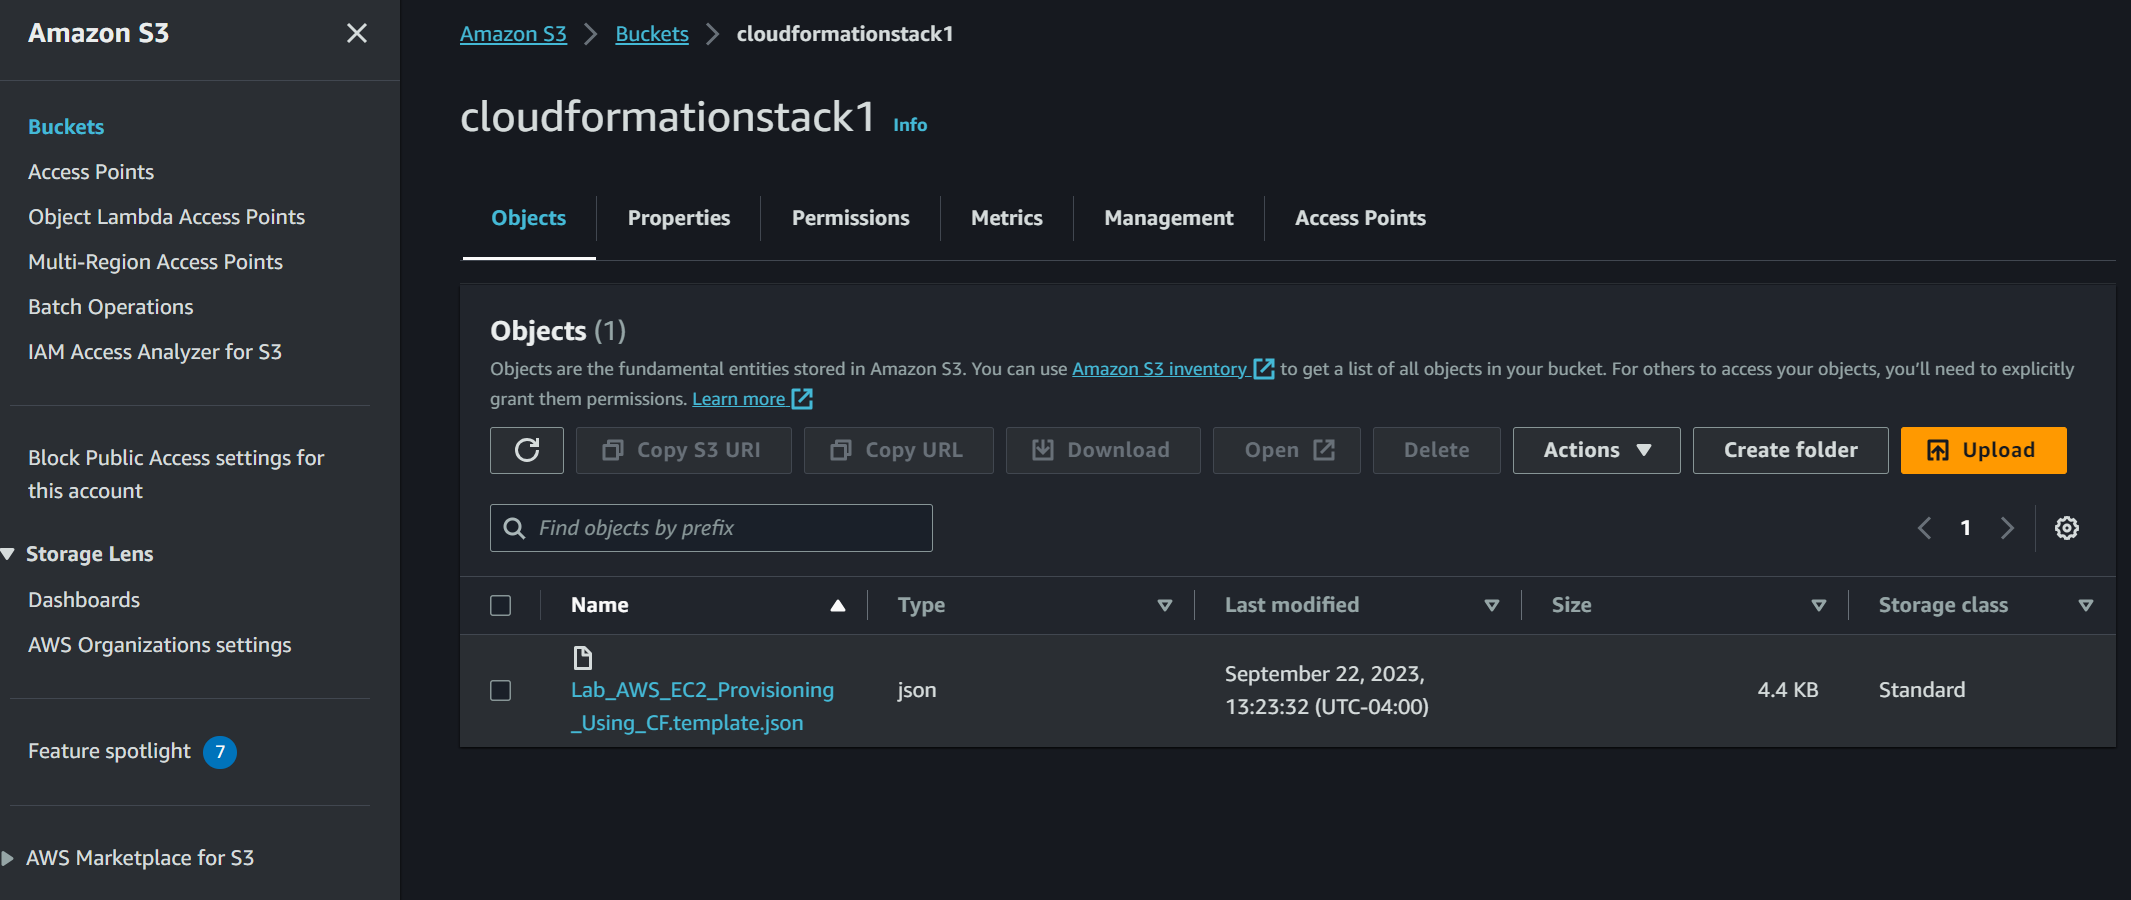 Amazon S3
Buckets
Access Points
Object Lambda Access Points
Multi-Region Access Points
Batch Operations
IAM Access Analyzer for S3
Block Public Access settings for
this account
Storage Lens
Dashboards
AWS Organizations settings
Feature spotlight 7
AWS Marketplace for S3
Amazon S3 Buckets cloudformationstack1
cloudformationstack1 Info
Objects Properties Permissions Metrics Management Access Points
Objects (1)
Objects are the fundamental entities stored in Amazon S3. You can use Amazon S3 inventory to get a list of all objects in your bucket. For others to access your objects, you'll need to explicitly
grant them permissions. Learn more
Copy S3 URI Copy URL Download Open Delete Actions Create folder Upload
Find objects by prefix 1
Name Type Last modified Size Storage class
Lab_AWS_EC2_Provisioning
_Using_CF.template.json
json
September 22, 2023,
13:23:32 (UTC-04:00)
4.4 KB
Standard